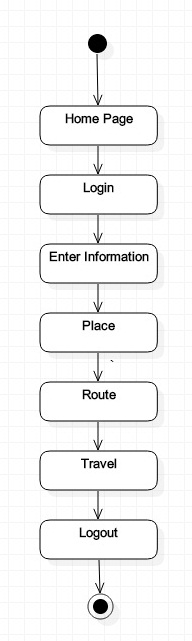 Home Page
Login
Enter Information
Place
Route
Travel
Logout